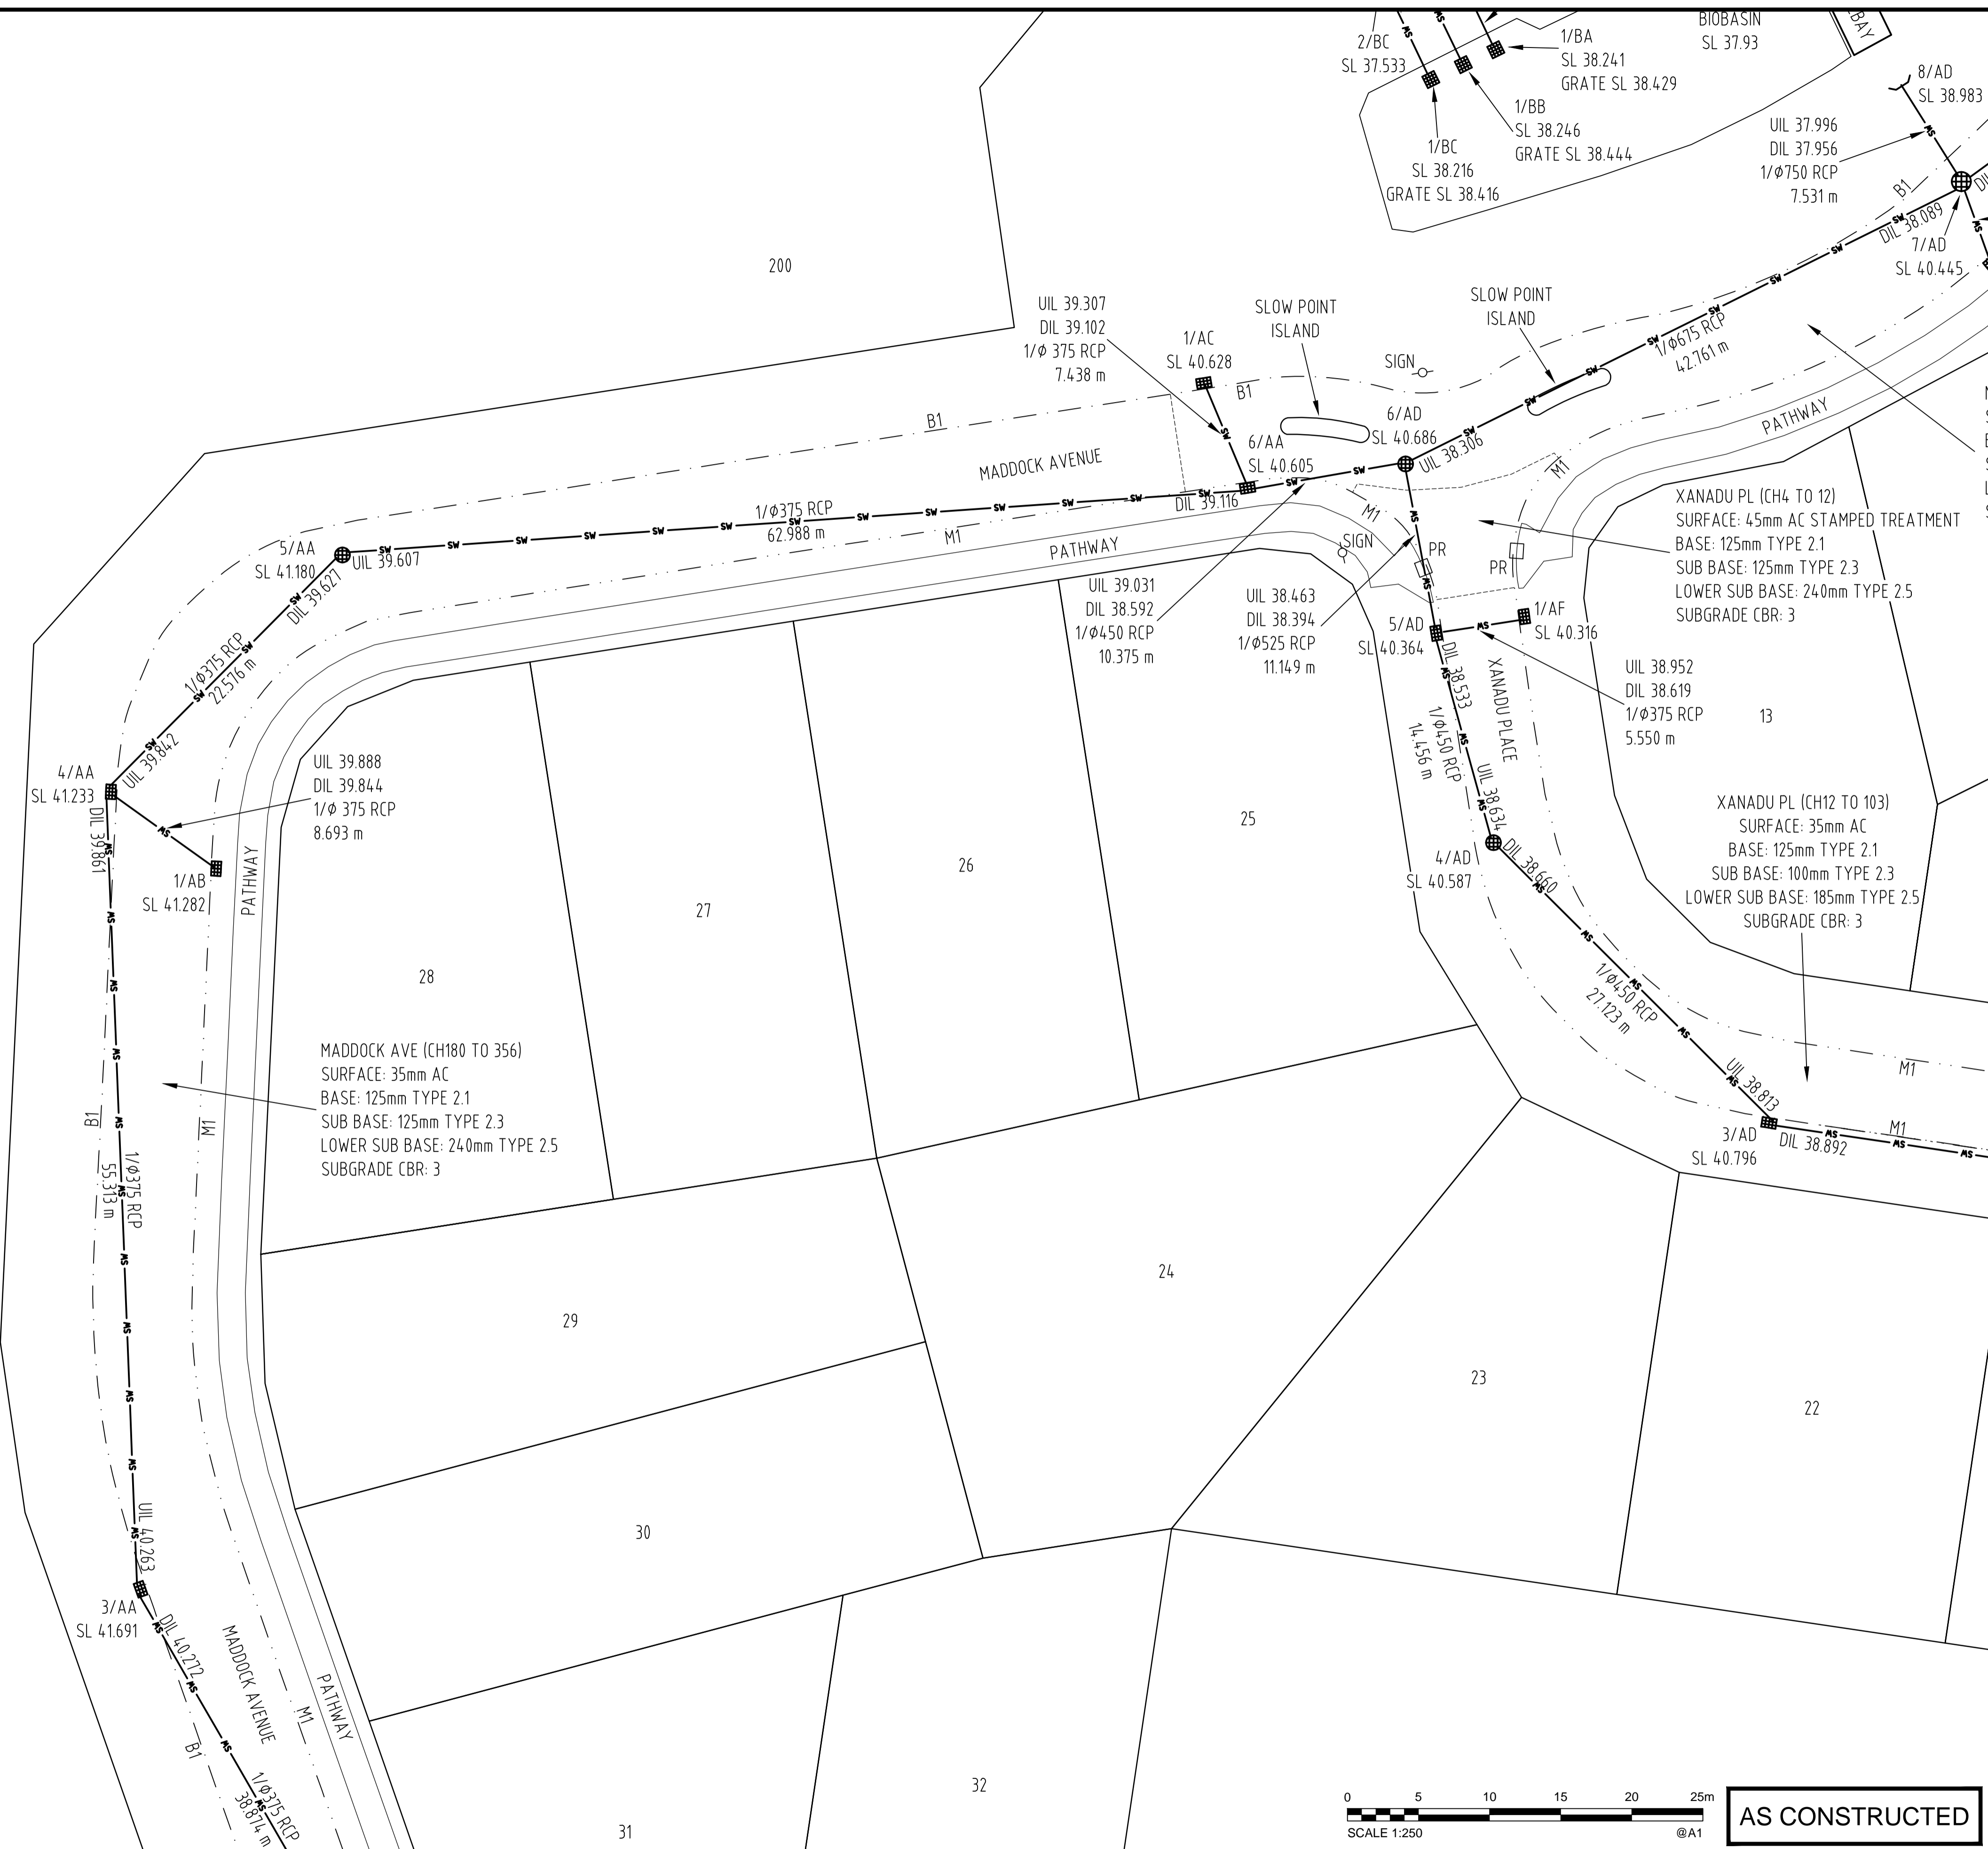 2/BC
SL 37.533
1/BA
SL 38.241
GRATE SL 38.429
BIOBASIN
SL 37.93
1/BB
SL 38.246
GRATE SL 38.444
1/BC
SL 38.216
GRATE SL 38.416
8/AD
SL 38.983
UIL 37.996
DIL 37.956
1/Ø750 RCP
7.531 m
B1
DIL 38.089
7/AD
SL 40.445
200
UIL 39.307
DIL 39.102
1/Ø 375 RCP
7.438 m
1/AC
SL 40.628
SLOW POINT
ISLAND
SLOW POINT
ISLAND
SIGN
1/Ø675 RCP
42.761 m
B1
B1
MADDOCK AVENUE
6/AA
SL 40.605
6/AD
SL 40.686
UIL 38.306
PATHWAY
M1
DIL 39.116
1/Ø375 RCP
62.988 m
M1
M1
PATHWAY
SIGN
PR
PR
5/AA
SL 41.180
UIL 39.607
DIL 39.627
XANADU PL (CH4 TO 12)
SURFACE: 45mm AC STAMPED TREATMENT
BASE: 125mm TYPE 2.1
SUB BASE: 125mm TYPE 2.3
LOWER SUB BASE: 240mm TYPE 2.5
SUBGRADE CBR: 3
UIL 39.031
DIL 38.592
1/Ø450 RCP
10.375 m
UIL 38.463
DIL 38.394
1/Ø525 RCP
11.149 m
5/AD
SL 40.364
1/AF
SL 40.316
DIL 38.533
UIL 38.952
DIL 38.619
1/Ø375 RCP
5.550 m
XANADU PLACE
1/Ø450 RCP
14.456 m
UIL 38.634
13
1/Ø375 RCP
22.576 m
UIL 39.842
4/AA
SL 41.233
DIL 39.861
UIL 39.888
DIL 39.844
1/Ø 375 RCP
8.693 m
1/AB
SL 41.282
PATHWAY
25
26
27
28
4/AD
SL 40.587
DIL 38.660
XANADU PL (CH12 TO 103)
SURFACE: 35mm AC
BASE: 125mm TYPE 2.1
SUB BASE: 100mm TYPE 2.3
LOWER SUB BASE: 185mm TYPE 2.5
SUBGRADE CBR: 3
1/Ø450 RCP
27.123 m
M1
UIL 38.813
3/AD
SL 40.796
DIL 38.892
M1
MADDOCK AVE (CH180 TO 356)
SURFACE: 35mm AC
BASE: 125mm TYPE 2.1
SUB BASE: 125mm TYPE 2.3
LOWER SUB BASE: 240mm TYPE 2.5
SUBGRADE CBR: 3
B1
M1
1/Ø375 RCP
55.313 m
24
29
23
22
30
UIL 40.263
3/AA
SL 41.691
DIL 40.272
MADDOCK AVENUE
M1
PATHWAY
B1
1/Ø375 RCP
38.874 m
32
31
0 5 10 15 20 25m
SCALE 1:250 @A1
AS CONSTRUCTED